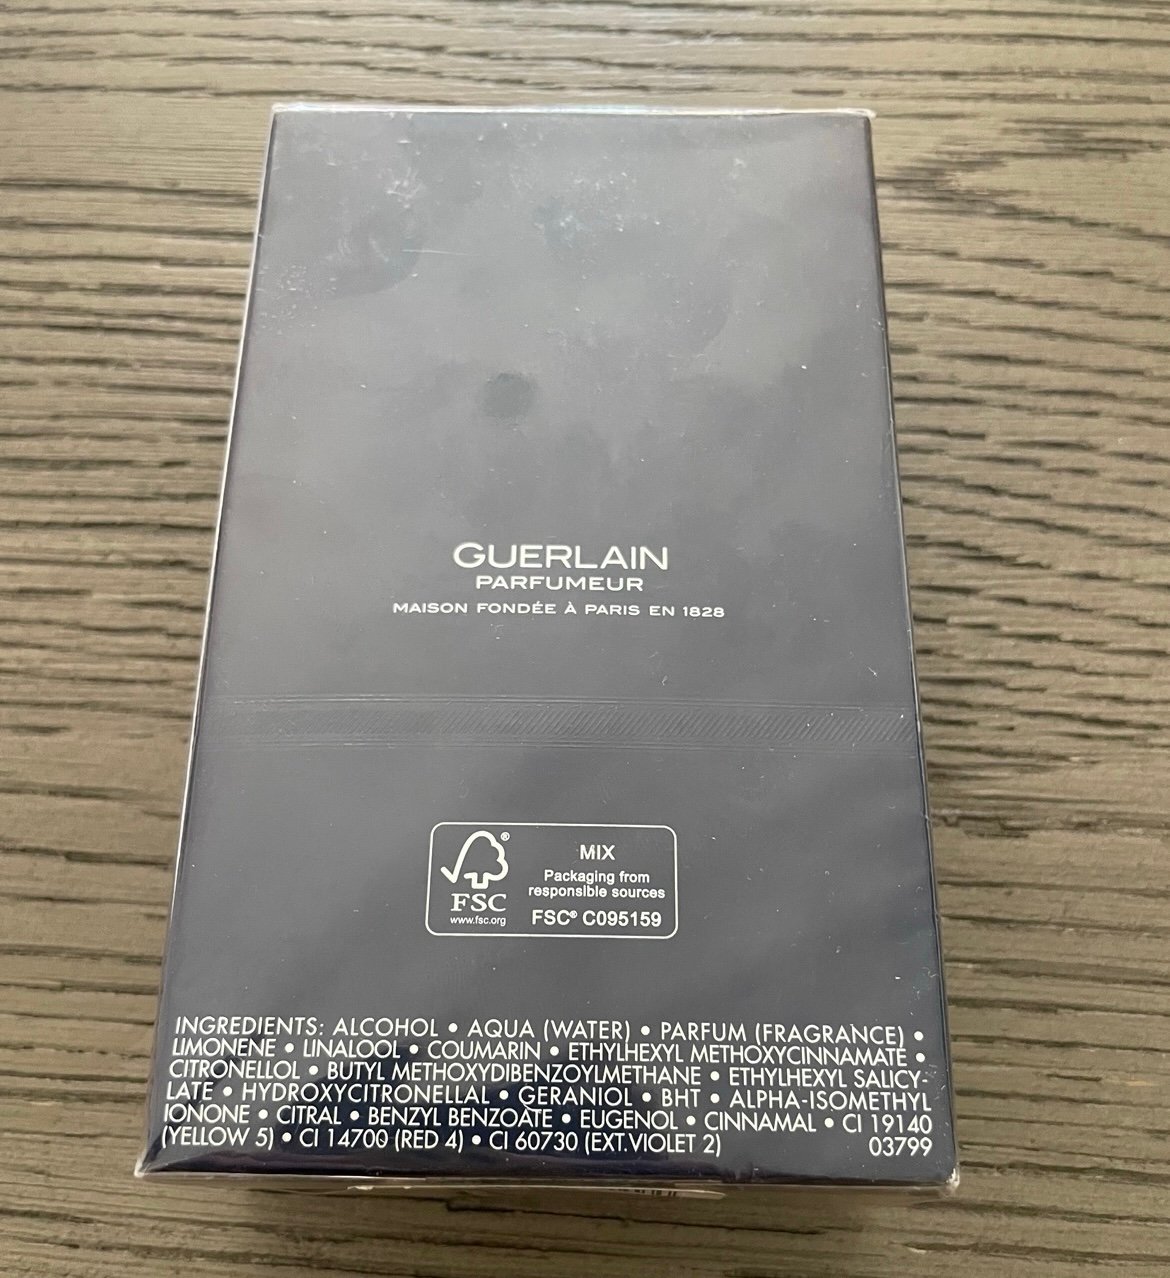 GUERLAIN
PARFUMEUR
MAISON FONDÉE À PARIS EN 1828
MIX
Packaging from
responsible sources
FSC® C095159
®
FSC
www.fsc.org
INGREDIENTS: ALCOHOL • AQUA (WATER) • PARFUM (FRAGRANCE) •
LIMONENE • LINALOOL • COUMARIN • ETHYLHEXYL METHOXYCINNAMATE •
CITRONELLOL • BUTYL METHOXYDIBENZOYLMETHANE • ETHYLHEXYL SALICY-
LATE • HYDROXYCITRONELLAL • GERANIOL • BHT • ALPHA-ISOMETHYL
IONONE • CITRAL • BENZYL BENZOATE • EUGENOL • CINNAMAL • CI 19140
(YELLOW 5) • CI 14700 (RED 4) • CI 60730 (EXT.VIOLET 2) 03799